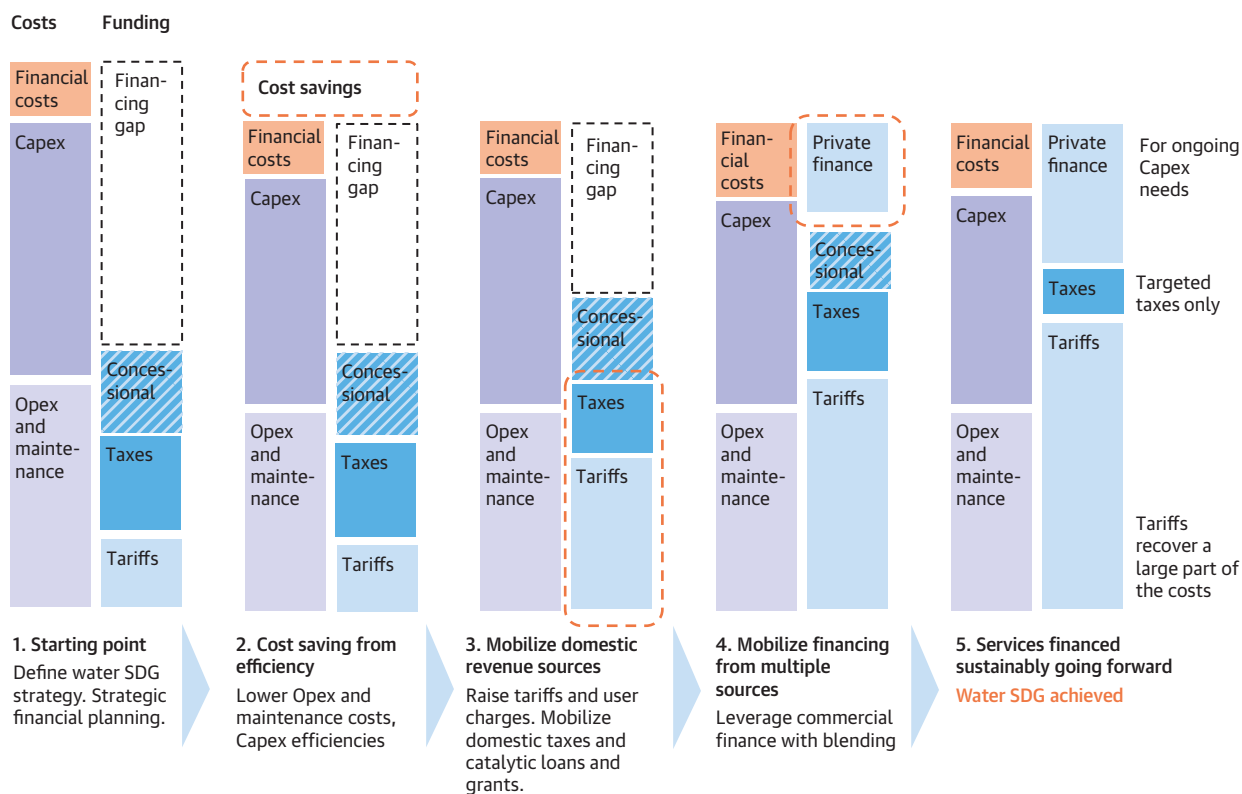 Costs
Funding
Financial
costs
Capex
Opex
and
mainte-
nance
Finan-
cing
gap
Conces-
sional
Taxes
Tariffs
Cost savings
Financial
costs
Capex
Opex
and
mainte-
nance
Finan-
cing
gap
Conces-
sional
Taxes
Tariffs
Financial
costs
Capex
Opex
and
mainte-
nance
Finan-
cing
gap
Conces-
sional
Taxes
Tariffs
Finan-
cial
costs
Capex
Opex
and
mainte-
nance
Private
finance
Conces-
sional
Taxes
Tariffs
Financial
costs
Capex
Opex
and
mainte-
nance
Private
finance
Taxes
Tariffs
For ongoing
Capex
needs
Targeted
taxes only
Tariffs
recover a
large part of
the costs
1. Starting point
Define water SDG
strategy. Strategic
financial planning.
2. Cost saving from
efficiency
Lower Opex and
maintenance costs,
Capex efficiencies
3. Mobilize domestic
revenue sources
Raise tariffs and user
charges. Mobilize
domestic taxes and
catalytic loans and
grants.
4. Mobilize financing
from multiple
sources
Leverage commercial
finance with blending
5. Services financed
sustainably going forward
Water SDG achieved